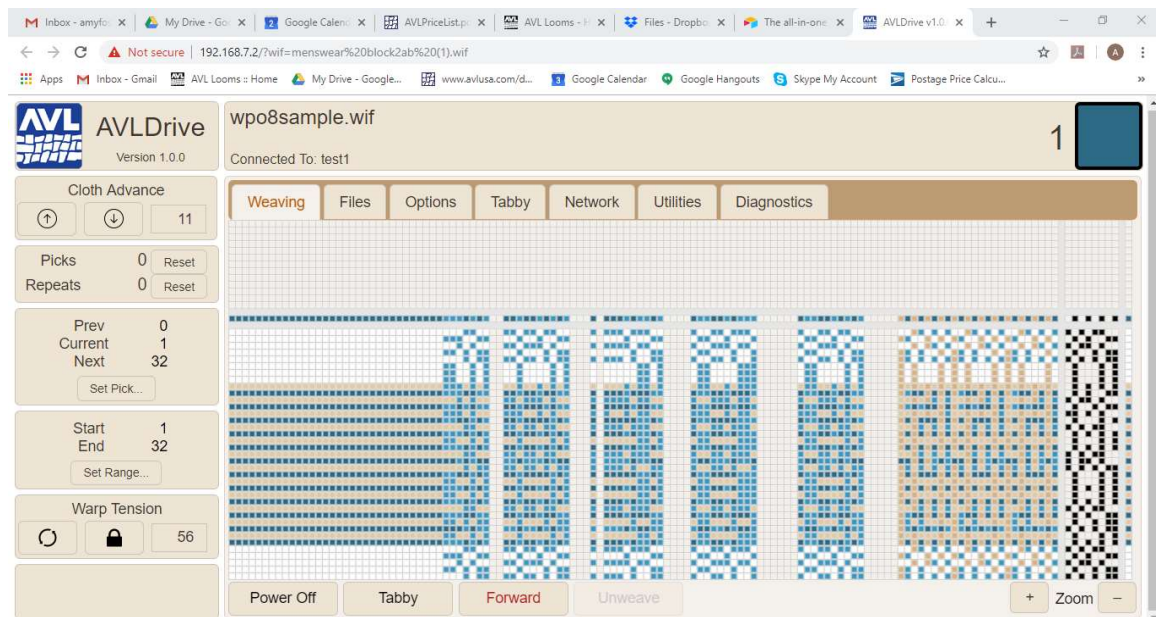 Inbox - amyfo
My Drive - Go
Google Calen
AVLPriceList.p
AVL Looms - H
Files - Dropbo
The all-in-one
AVLDrive v1.0.
Not secure | 192.168.7.2/?wif=menswear%20block2ab%20(1).wif
Apps
Inbox - Gmail
AVL Looms :: Home
My Drive - Google...
www.avlusa.com/d...
Google Calendar
Google Hangouts
Skype My Account
Postage Price Calcu...
AVL
AVLDrive
Version 1.0.0
wpo8sample.wif
Connected To: test1
1
Cloth Advance
11
Picks 0 Reset
Repeats 0 Reset
Prev 0
Current 1
Next 32
Set Pick...
Start 1
End 32
Set Range...
Warp Tension
56
Weaving
Files
Options
Tabby
Network
Utilities
Diagnostics
Power Off
Tabby
Forward
Unweave
+ Zoom –